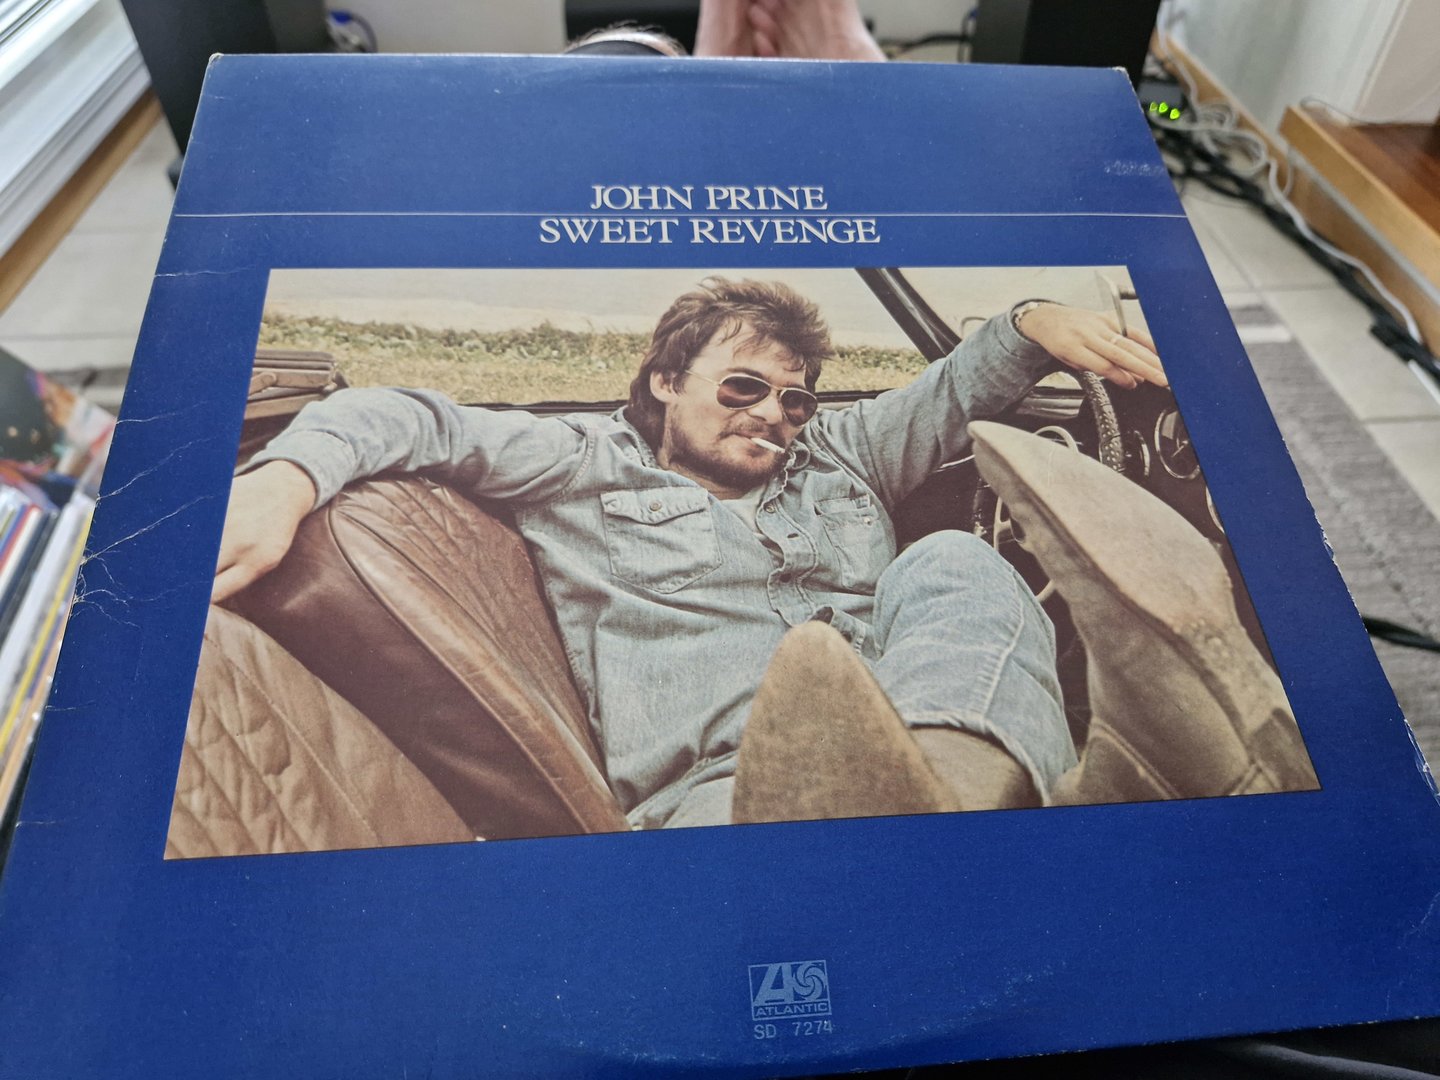 JOHN PRINE
SWEET REVENGE
ATLANTIC
SD 7274